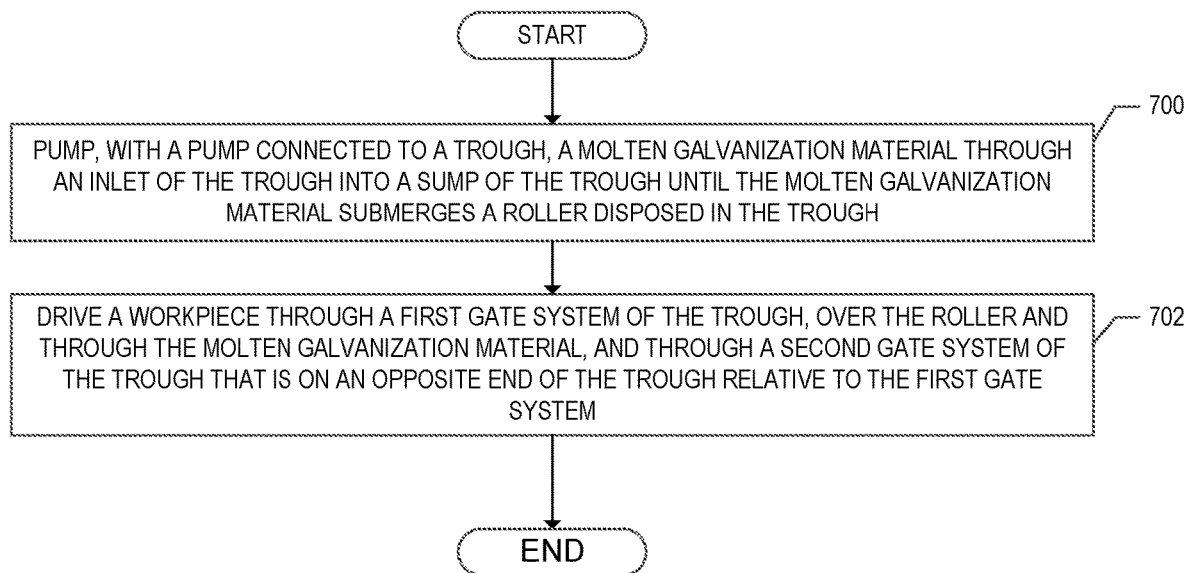 START
700
PUMP, WITH A PUMP CONNECTED TO A TROUGH, A MOLTEN GALVANIZATION MATERIAL THROUGH
AN INLET OF THE TROUGH INTO A SUMP OF THE TROUGH UNTIL THE MOLTEN GALVANIZATION
MATERIAL SUBMERGES A ROLLER DISPOSED IN THE TROUGH
702
DRIVE A WORKPIECE THROUGH A FIRST GATE SYSTEM OF THE TROUGH, OVER THE ROLLER AND
THROUGH THE MOLTEN GALVANIZATION MATERIAL, AND THROUGH A SECOND GATE SYSTEM OF
THE TROUGH THAT IS ON AN OPPOSITE END OF THE TROUGH RELATIVE TO THE FIRST GATE
SYSTEM
END